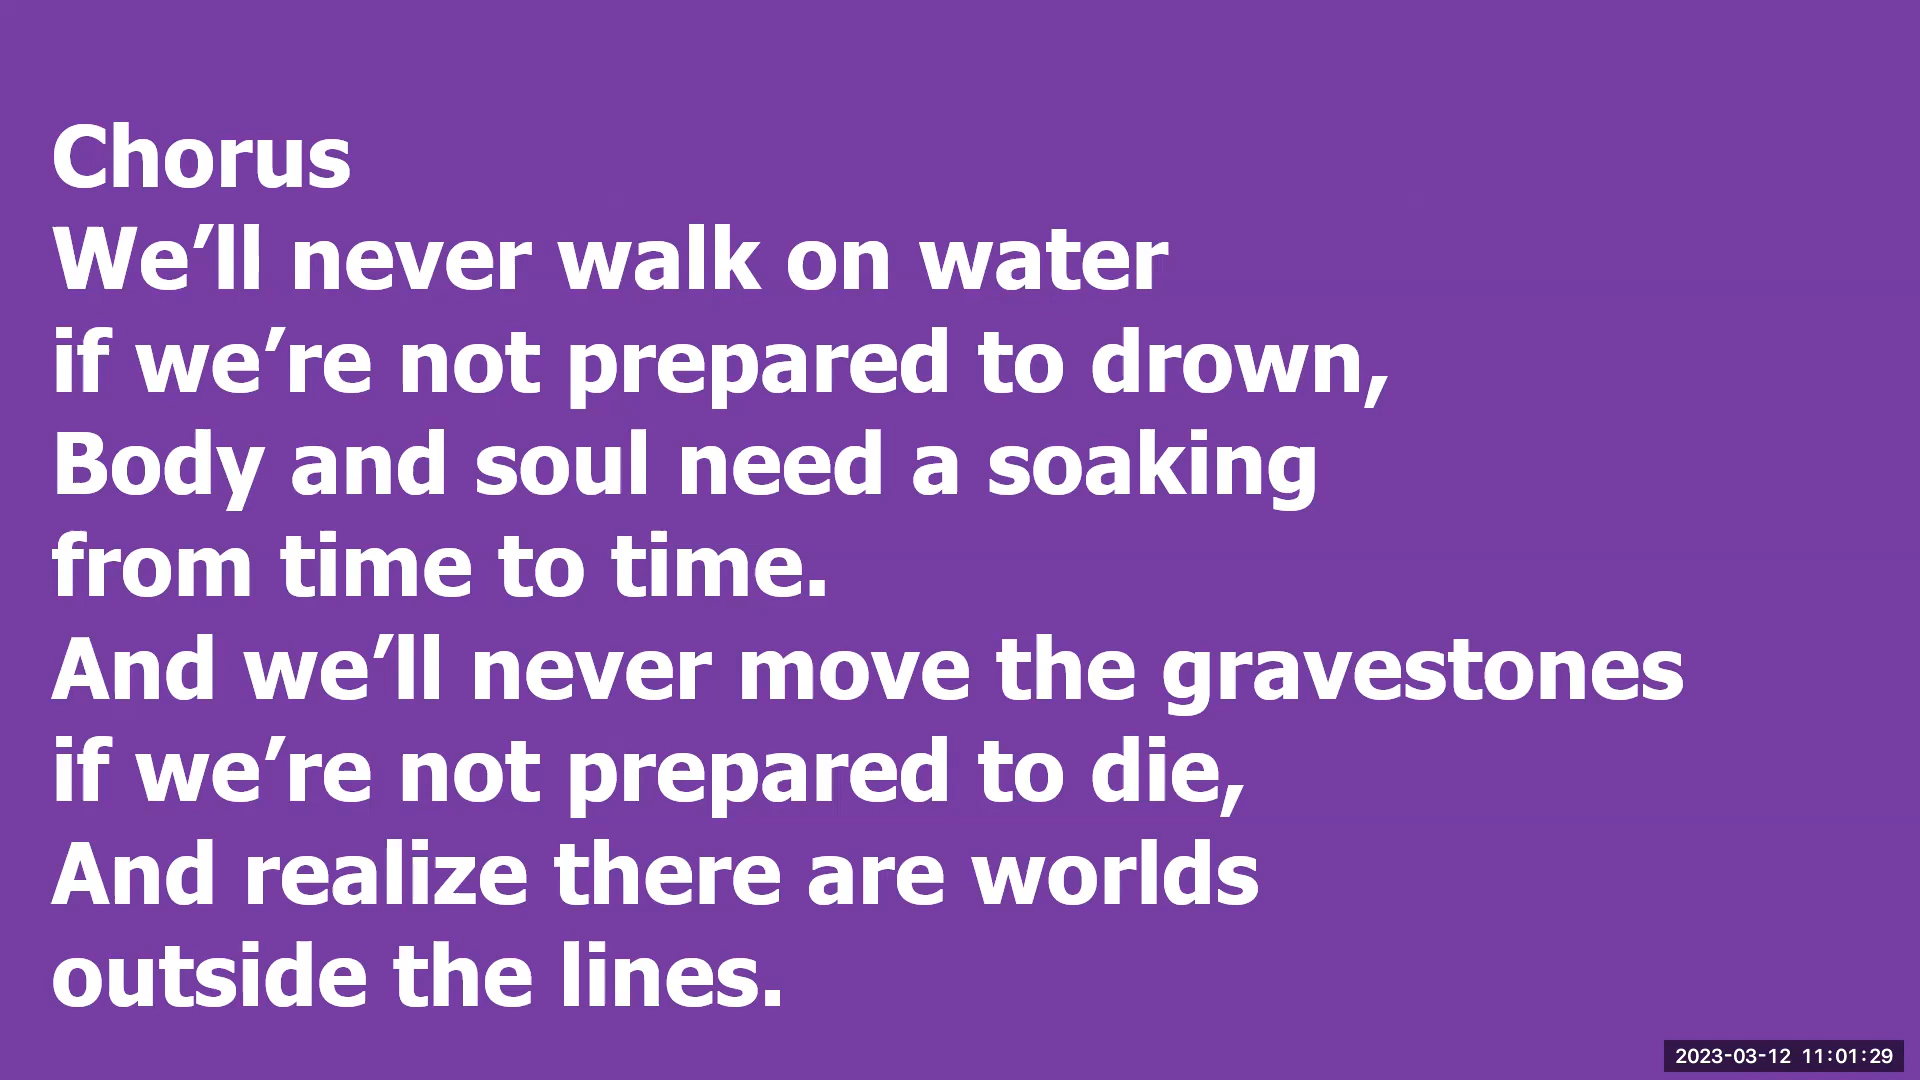 Chorus
We’ll never walk on water
if we’re not prepared to drown,
Body and soul need a soaking
from time to time.
And we’ll never move the gravestones
if we’re not prepared to die,
And realize there are worlds
outside the lines.
2023-03-12 11:01:29